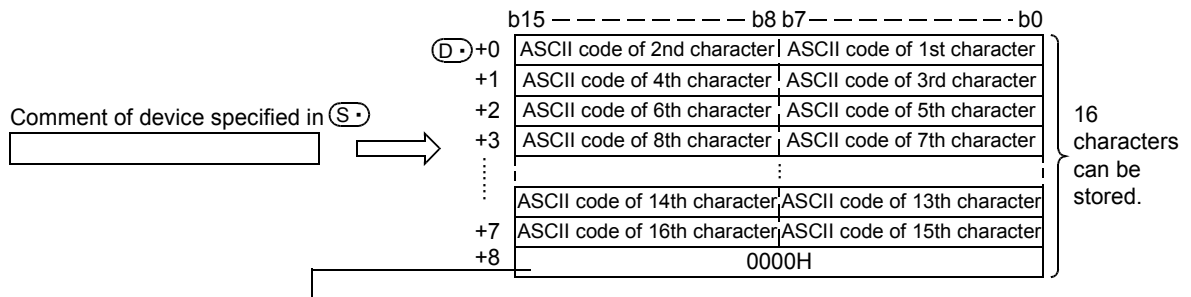 b15 — — — — — — b8 b7— — — — — — b0
(D・)+0 ASCII code of 2nd character ASCII code of 1st character
+1 ASCII code of 4th character ASCII code of 3rd character
Comment of device specified in (S・)
+2 ASCII code of 6th character ASCII code of 5th character
+3 ASCII code of 8th character ASCII code of 7th character
16
characters
can be
stored.
ASCII code of 14th character ASCII code of 13th character
+7 ASCII code of 16th character ASCII code of 15th character
+8 0000H